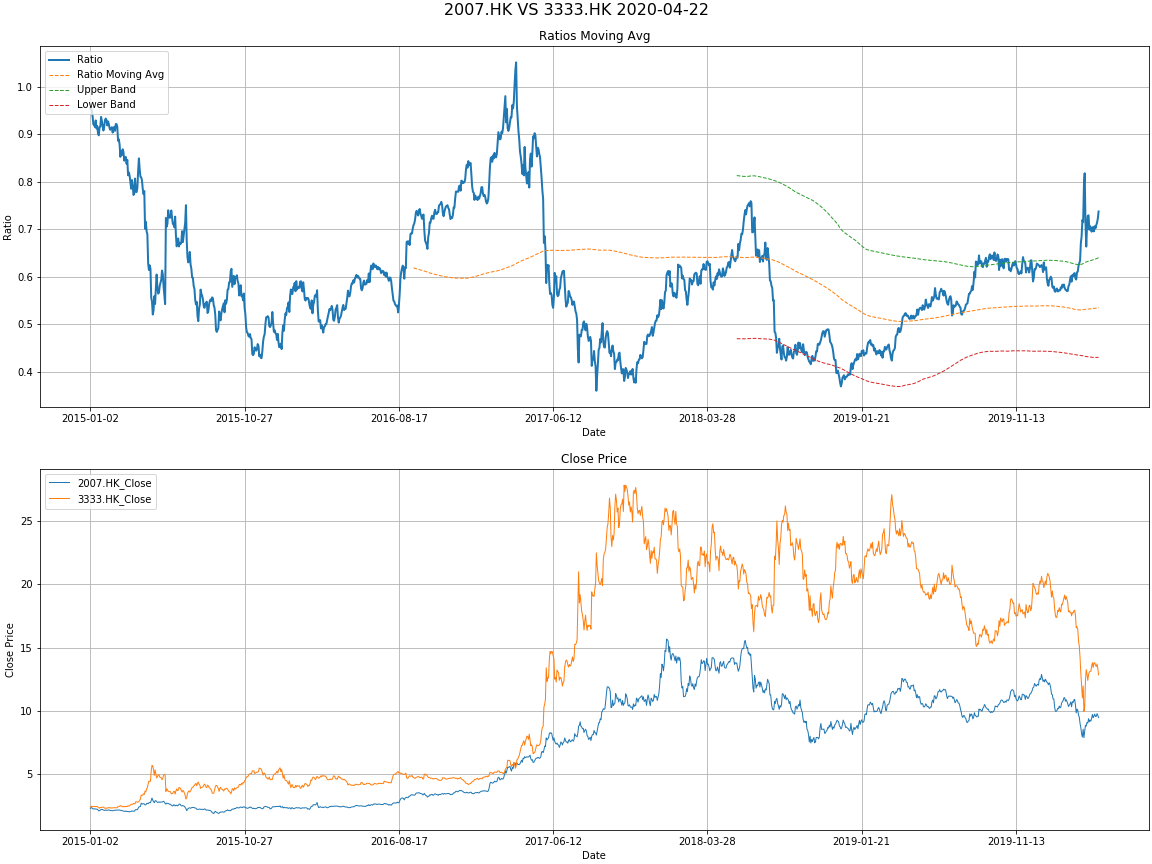 2007.HK VS 3333.HK 2020-04-22
Ratios Moving Avg
Ratio
Ratio Moving Avg
Upper Band
Lower Band
1.0
0.9
0.8
0.7
0.6
0.5
0.4
Ratio
2015-01-02 2015-10-27 2016-08-17 2017-06-12 2018-03-28 2019-01-21 2019-11-13
Date
Close Price
2007.HK_Close
3333.HK_Close
25
20
15
10
5
Close Price
2015-01-02 2015-10-27 2016-08-17 2017-06-12 2018-03-28 2019-01-21 2019-11-13
Date